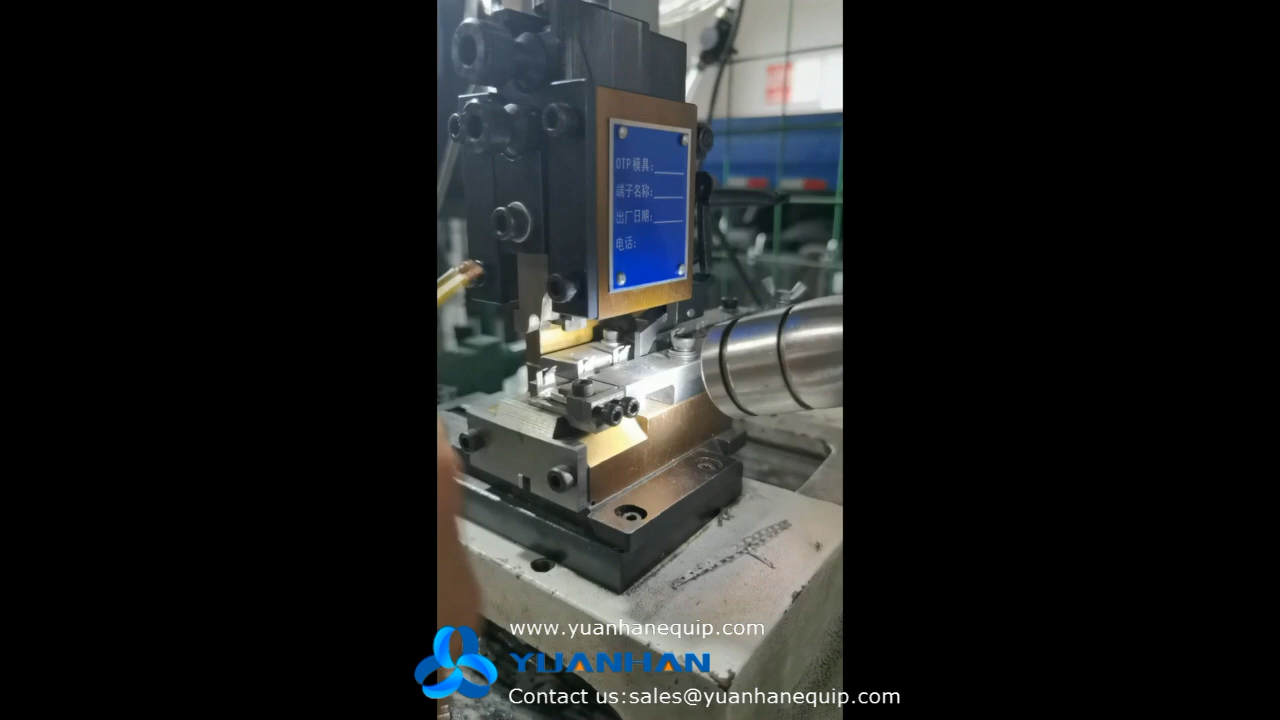 OTP模具:
端子名称:
出厂日期:
电话:
www.yuanhanequip.com
YUANHAN
Contact us:sales@yuanhanequip.com